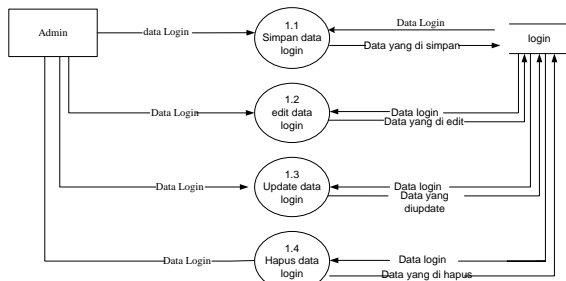 Admin
data Login
1.1
Simpan data
login
Data Login
Data yang di simpan
login
Data Login
1.2
edit data
login
Data login
Data yang di edit
Data Login
1.3
Update data
login
Data login
Data yang
diupdate
Data Login
1.4
Hapus data
login
Data login
Data yang di hapus